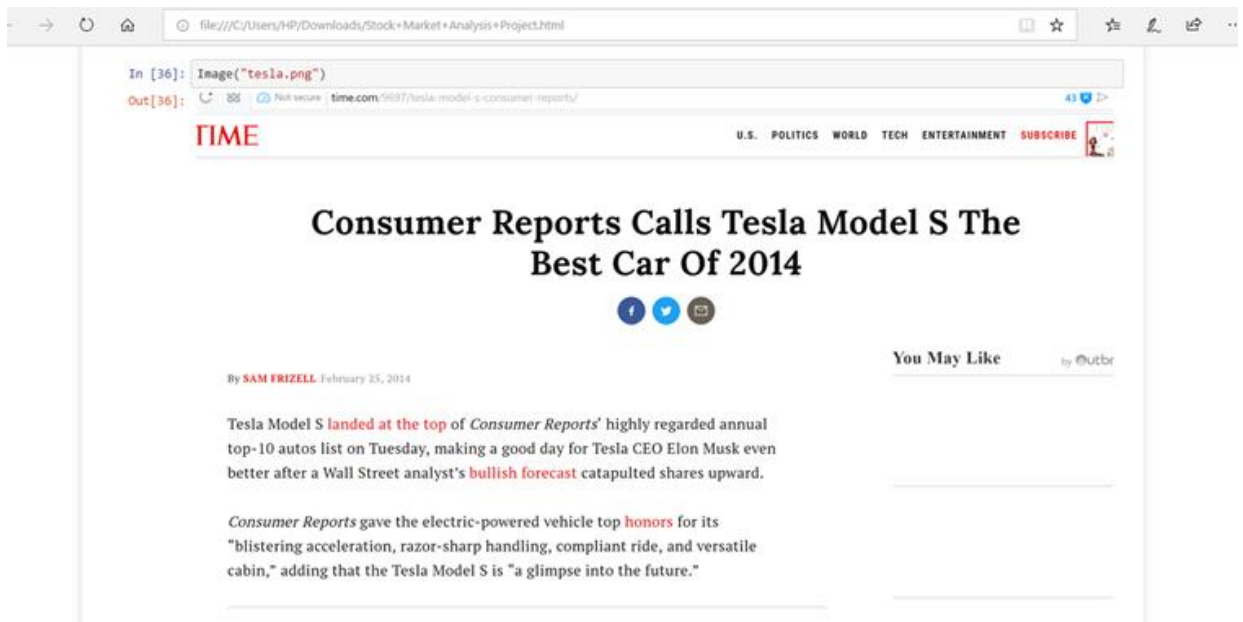 file:///C:/Users/HP/Downloads/Stock+Market+Analysis+Project.html
In [36]: Image("tesla.png")
Out[36]: Not secure time.com/9697/tesla-model-s-consumer-reports/ 43
TIME U.S. POLITICS WORLD TECH ENTERTAINMENT SUBSCRIBE
Consumer Reports Calls Tesla Model S The
Best Car Of 2014
You May Like by Outbr
By SAM FRIZELL February 25, 2014
Tesla Model S landed at the top of Consumer Reports‘ highly regarded annual
top-10 autos list on Tuesday, making a good day for Tesla CEO Elon Musk even
better after a Wall Street analyst’s bullish forecast catapulted shares upward.
Consumer Reports gave the electric-powered vehicle top honors for its
“blistering acceleration, razor-sharp handling, compliant ride, and versatile
cabin,” adding that the Tesla Model S is “a glimpse into the future.”